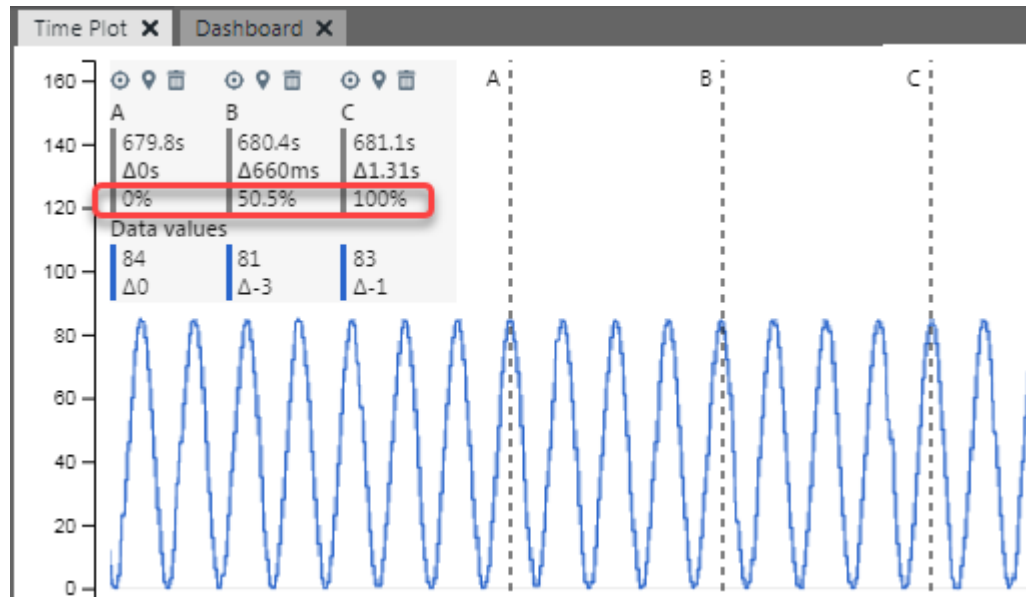 Time Plot Dashboard
160
A B C
A B C
679.8s 680.4s 681.1s
140
Δ0s Δ660ms Δ1.31s
0% 50.5% 100%
120
Data values
84 81 83
100
Δ0 Δ-3 Δ-1
80
60
40
20
0